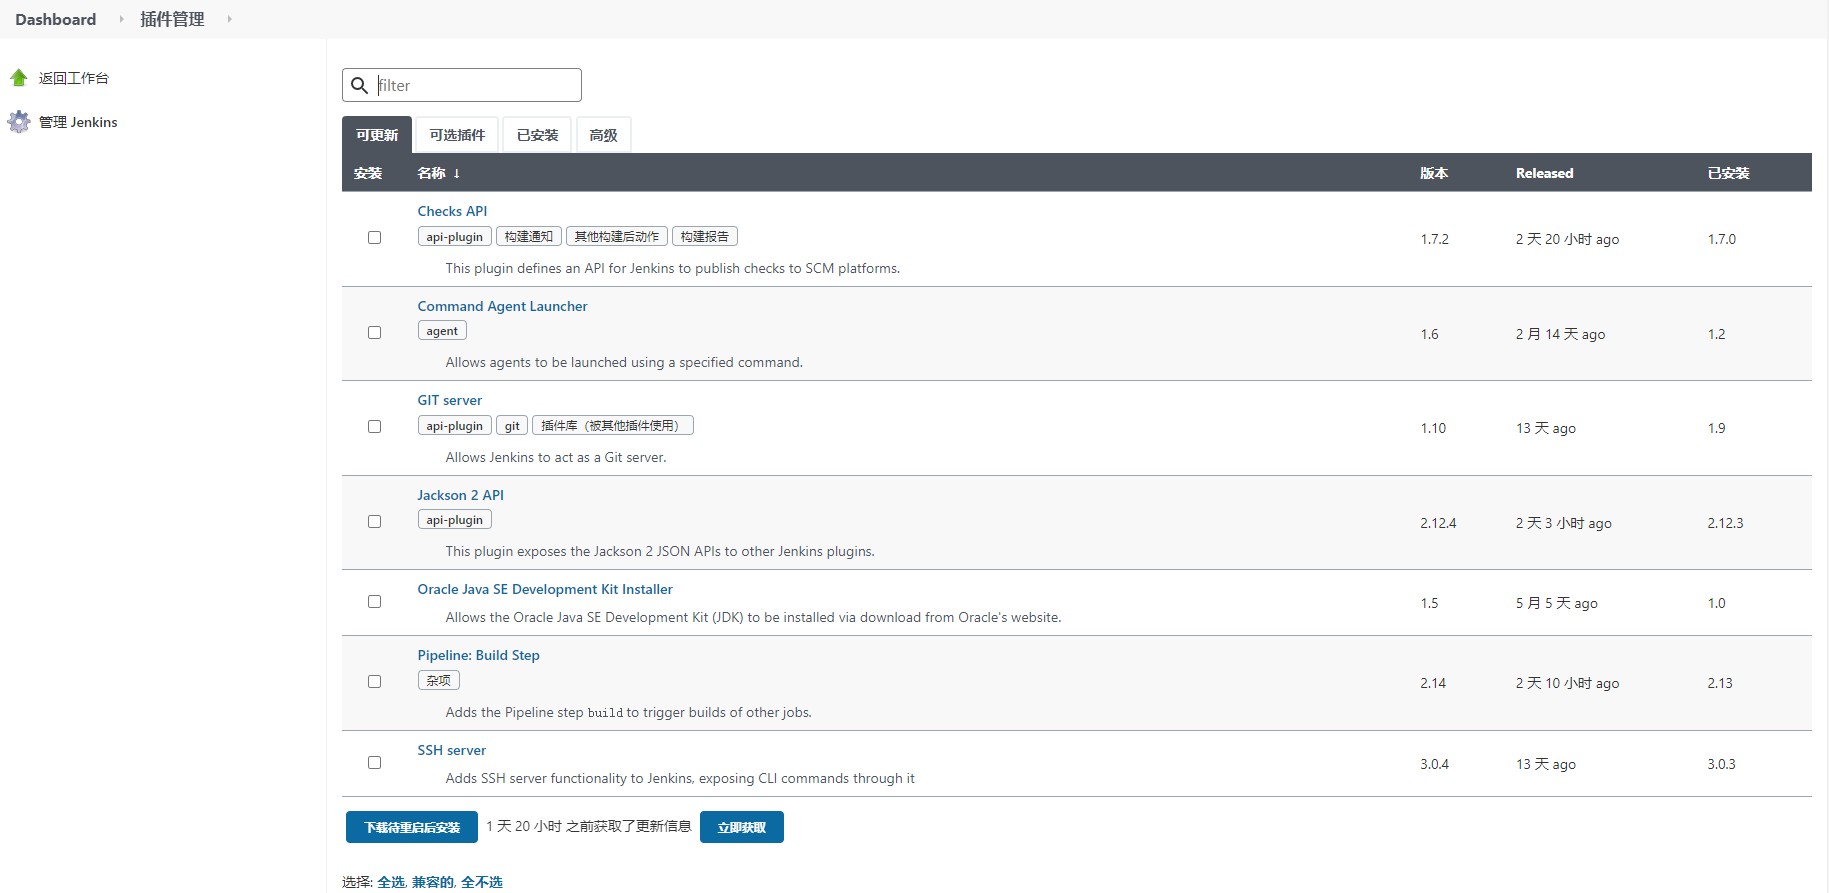 Dashboard 插件管理
返回工作台
管理 Jenkins
filter
可更新 可选插件 已安装 高级
安装 名称 ↓ 版本 Released 已安装
Checks API
api-plugin 构建通知 其他构建后动作 构建报告
1.7.2 2 天 20 小时 ago 1.7.0
This plugin defines an API for Jenkins to publish checks to SCM platforms.
Command Agent Launcher
agent
1.6 2 月 14 天 ago 1.2
Allows agents to be launched using a specified command.
GIT server
api-plugin git 插件库（被其他插件使用）
1.10 13 天 ago 1.9
Allows Jenkins to act as a Git server.
Jackson 2 API
api-plugin
2.12.4 2 天 3 小时 ago 2.12.3
This plugin exposes the Jackson 2 JSON APIs to other Jenkins plugins.
Oracle Java SE Development Kit Installer
1.5 5 月 5 天 ago 1.0
Allows the Oracle Java SE Development Kit (JDK) to be installed via download from Oracle's website.
Pipeline: Build Step
杂项
2.14 2 天 10 小时 ago 2.13
Adds the Pipeline step build to trigger builds of other jobs.
SSH server
3.0.4 13 天 ago 3.0.3
Adds SSH server functionality to Jenkins, exposing CLI commands through it
下载待重启后安装 1 天 20 小时 之前获取了更新信息 立即获取
选择: 全选, 兼容的, 全不选